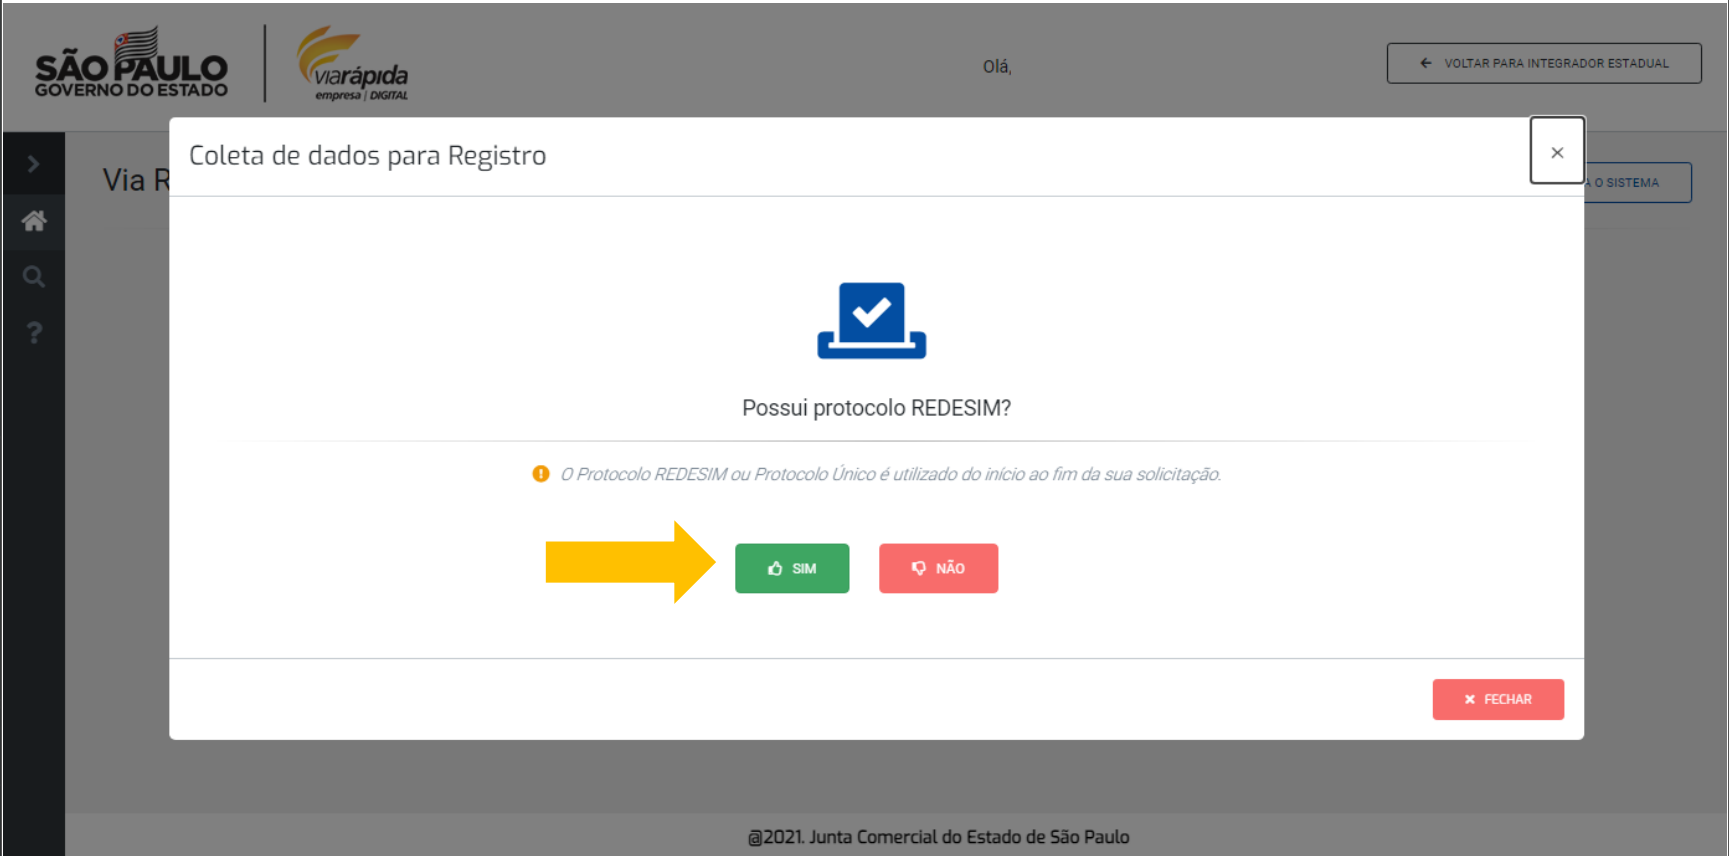 SÃO PAULO
GOVERNO DO ESTADO
viarápida
empresa | DIGITAL
Olá,
VOLTAR PARA INTEGRADOR ESTADUAL
Coleta de dados para Registro
×
Via R
O SISTEMA
Possui protocolo REDESIM?
O Protocolo REDESIM ou Protocolo Único é utilizado do início ao fim da sua solicitação.
SIM
NÃO
FECHAR
@2021. Junta Comercial do Estado de São Paulo